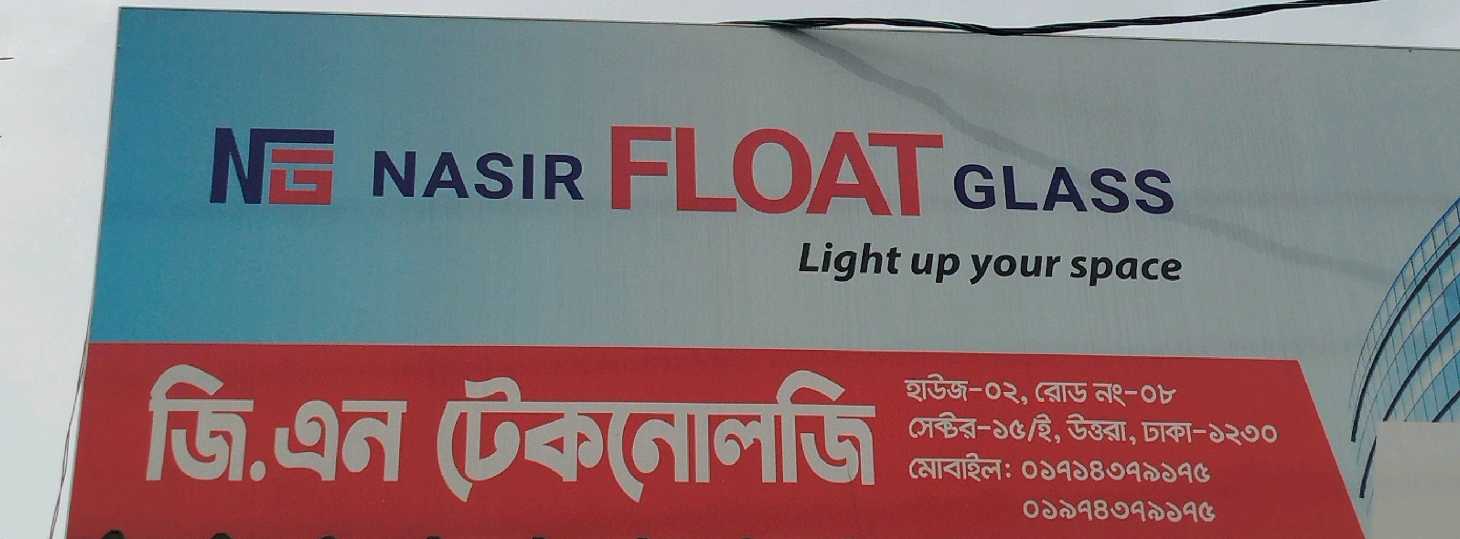 NG NASIR FLOAT GLASS
Light up your space
জি.এন টেকনোলজি
হাউজ-০২, রোড নং-০৮
সেক্টর-১৫/ই, উত্তরা, ঢাকা-১২৩০
মোবাইল: ০১৭১৪৩৭৯১৭৫
০১৯৭৪৩৭৯১৭৫